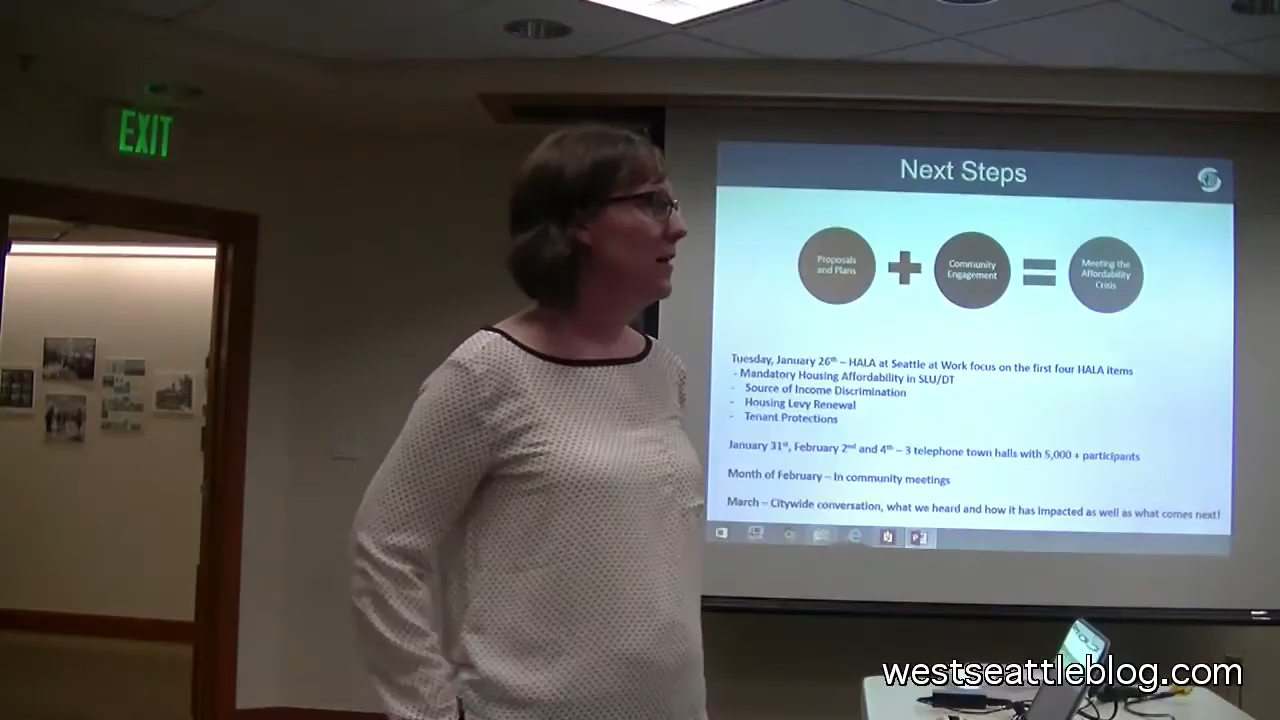 EXIT
Next Steps
Proposals
and Plans
Community
Engagement
Meeting the
Affordability
Crisis
Tuesday, January 26th – HALA at Seattle at Work focus on the first four HALA items
- Mandatory Housing Affordability in SLU/DT
- Source of Income Discrimination
- Housing Levy Renewal
- Tenant Protections
January 31st, February 2nd and 4th – 3 telephone town halls with 5,000 + participants
Month of February – In community meetings
March – Citywide conversation, what we heard and how it has impacted as well as what comes next!
westseattleblog.com